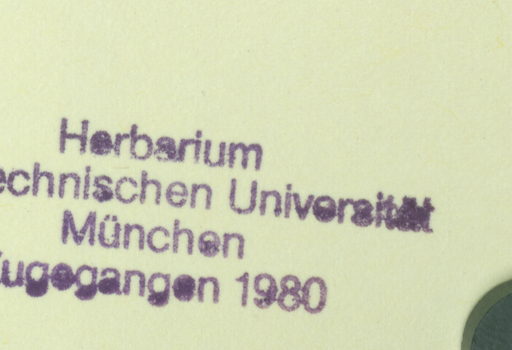 Herbarium
echnischen Universität
München
ugegangen 1980